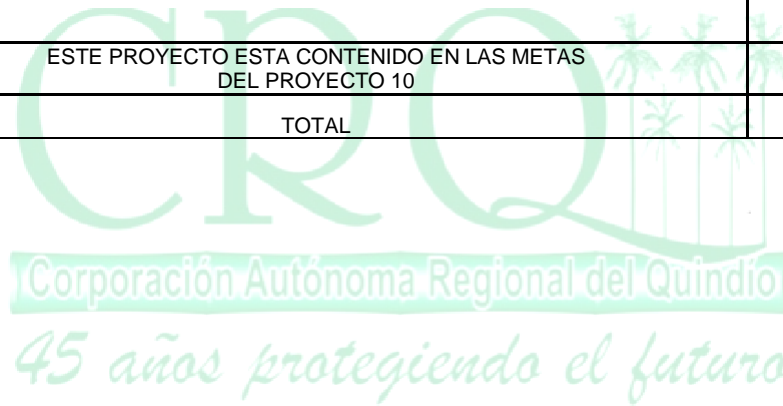 ESTE PROYECTO ESTA CONTENIDO EN LAS METAS
DEL PROYECTO 10
TOTAL
CRQ
Corporación Autónoma Regional del Quindío
45 años protegiendo el futuro